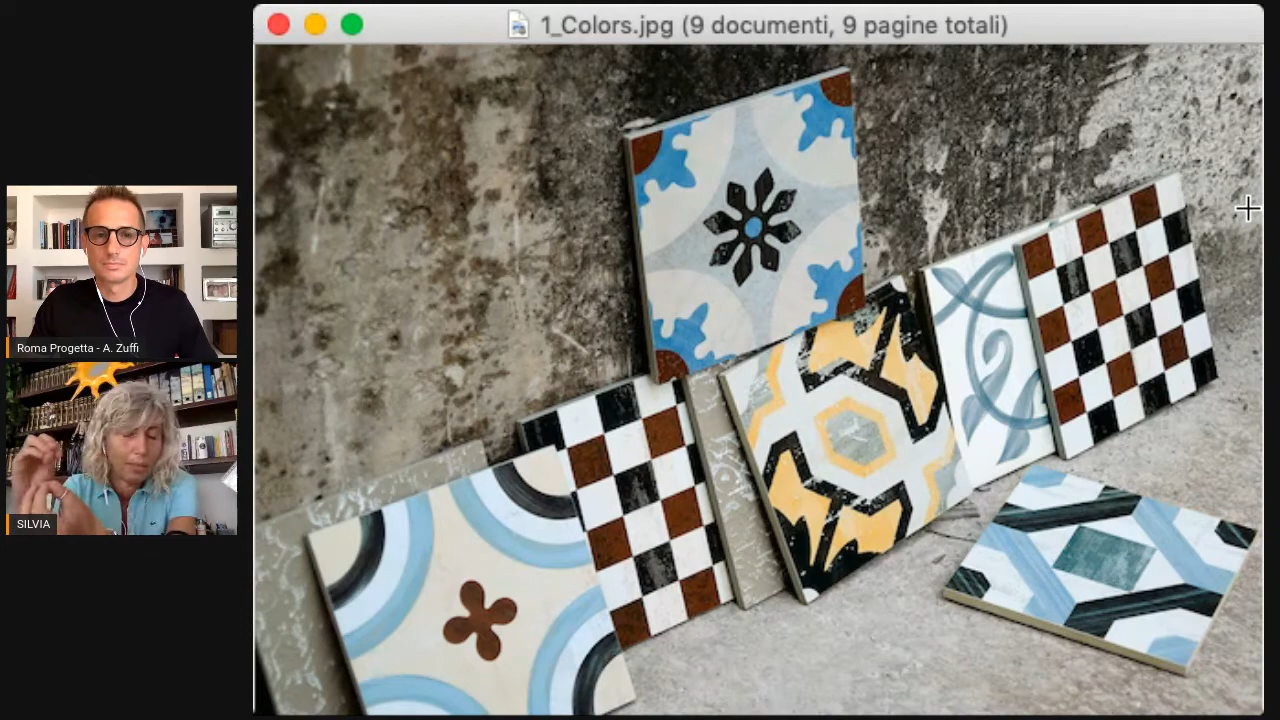 1_Colors.jpg (9 documenti, 9 pagine totali)
Roma Progetta - A. Zuffi
SILVIA